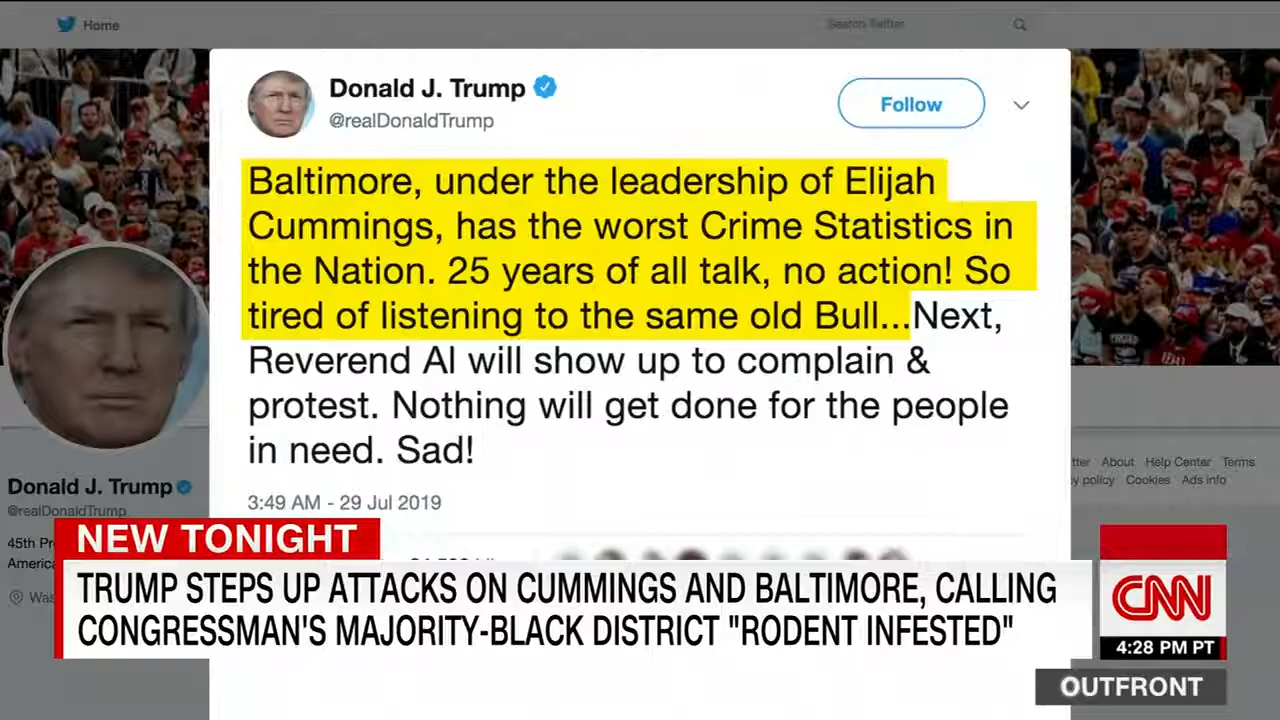 Home
Search Twitter
Donald J. Trump
@realDonaldTrump
Follow
Baltimore, under the leadership of Elijah
Cummings, has the worst Crime Statistics in
the Nation. 25 years of all talk, no action! So
tired of listening to the same old Bull...Next,
Reverend Al will show up to complain &
protest. Nothing will get done for the people
in need. Sad!
3:49 AM - 29 Jul 2019
Donald J. Trump
@realDonaldTrump
45th
About Help Center Terms
policy Cookies Ads info
NEW TONIGHT
TRUMP STEPS UP ATTACKS ON CUMMINGS AND BALTIMORE, CALLING
CONGRESSMAN'S MAJORITY-BLACK DISTRICT "RODENT INFESTED"
CNN
4:28 PM PT
OUTFRONT